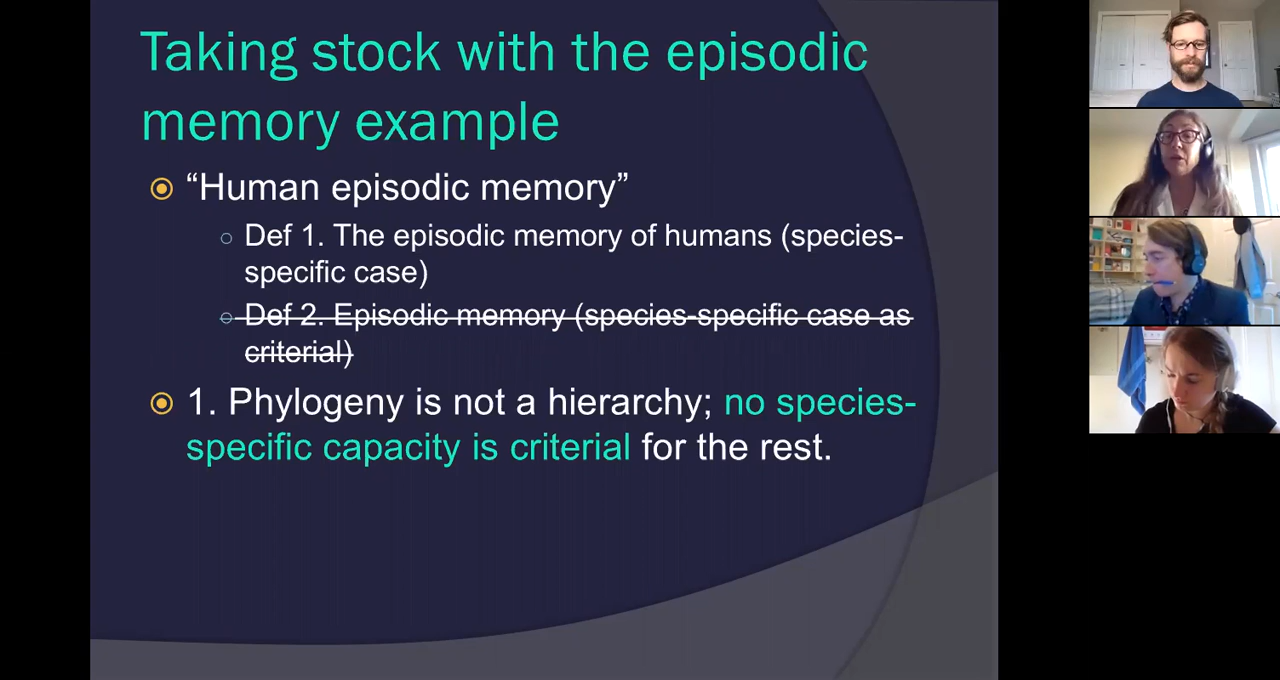 Taking stock with the episodic
memory example
“Human episodic memory”
Def 1. The episodic memory of humans (species-
specific case)
Def 2. Episodic memory (species-specific case as
criterial)
1. Phylogeny is not a hierarchy; no species-
specific capacity is criterial for the rest.